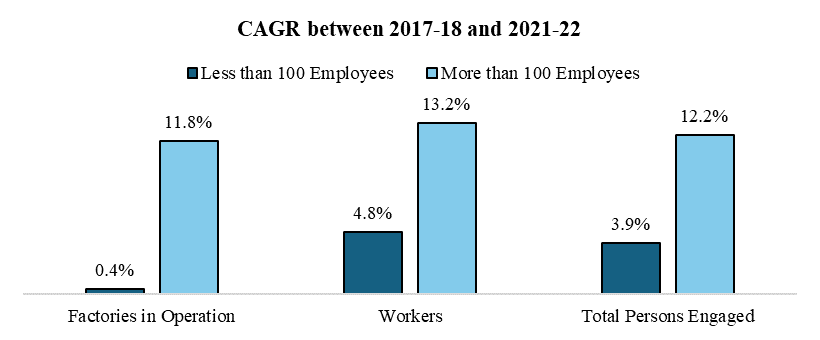 CAGR between 2017-18 and 2021-22
Less than 100 Employees More than 100 Employees
0.4% 11.8% 4.8% 13.2% 3.9% 12.2%
Factories in Operation Workers Total Persons Engaged